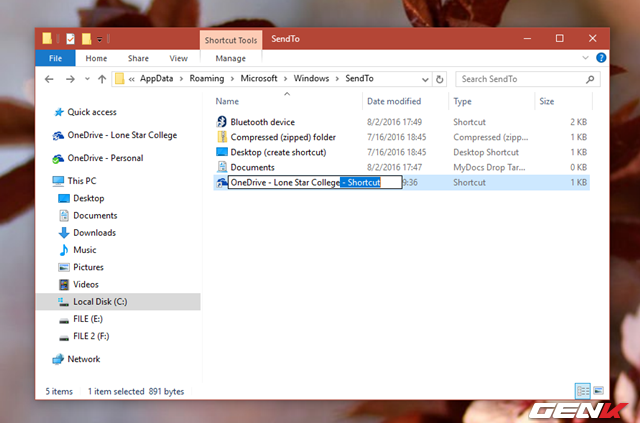 Shortcut Tools SendTo
File Home Share View Manage
« AppData > Roaming > Microsoft > Windows > SendTo
Search SendTo
Name Date modified Type Size
Quick access
OneDrive - Lone Star College
OneDrive - Personal
This PC
Desktop
Documents
Downloads
Music
Pictures
Videos
Local Disk (C:)
FILE (E:)
FILE 2 (F:)
Network
Bluetooth device 8/2/2016 17:49 Shortcut 2 KB
Compressed (zipped) folder 7/16/2016 18:45 Compressed (zipp... 1 KB
Desktop (create shortcut) 7/16/2016 18:45 Desktop Shortcut 1 KB
Documents 8/2/2016 17:47 MyDocs Drop Tar... 0 KB
OneDrive - Lone Star College - Shortcut 9:36 Shortcut 1 KB
5 items 1 item selected 891 bytes
GENK